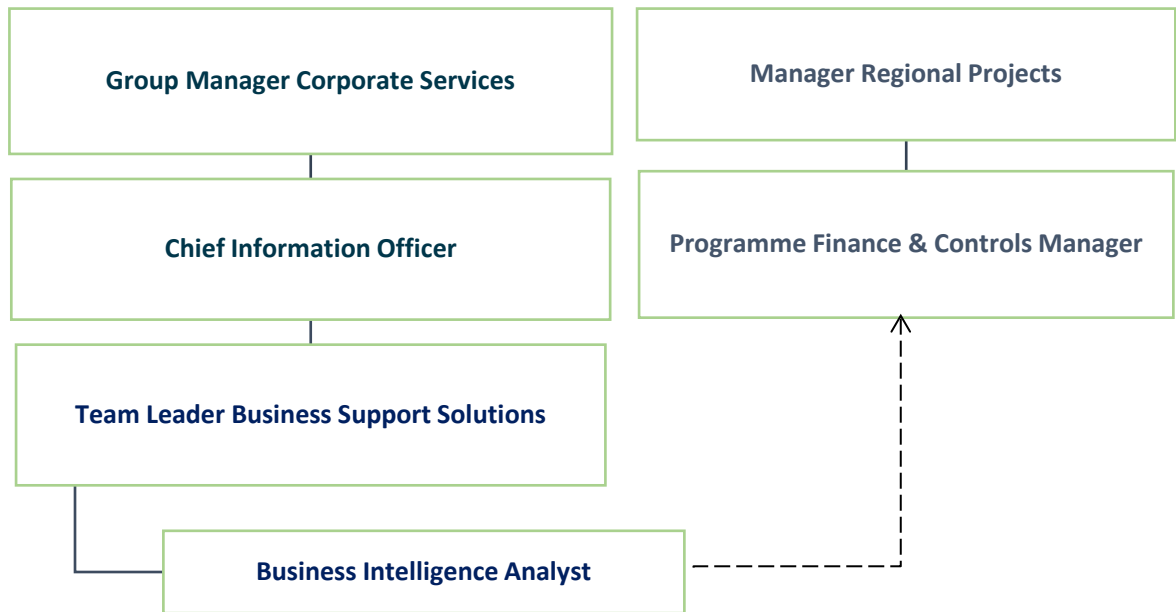 Group Manager Corporate Services
Manager Regional Projects
Chief Information Officer
Programme Finance & Controls Manager
Team Leader Business Support Solutions
Business Intelligence Analyst